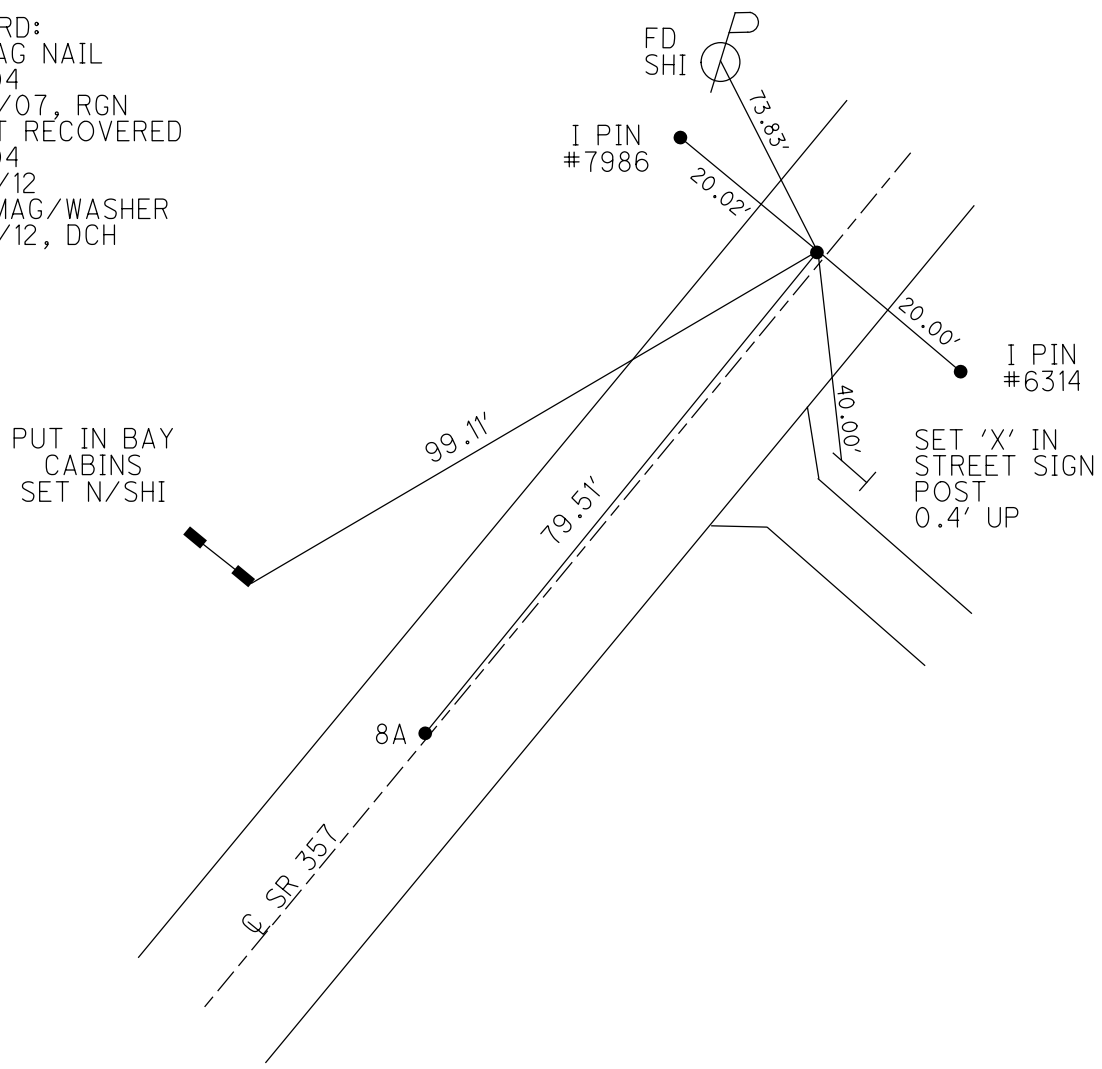 RD:
AG NAIL
04
/07, RGN
T RECOVERED
04
/12
MAG/WASHER
/12, DCH
FD
SHI
73.83'
I PIN
#7986
20.02'
20.00'
I PIN
#6314
40.00'
SET 'X' IN
STREET SIGN
POST
0.4' UP
PUT IN BAY
CABINS
SET N/SHI
99.11'
79.51'
8A
℄ SR 357